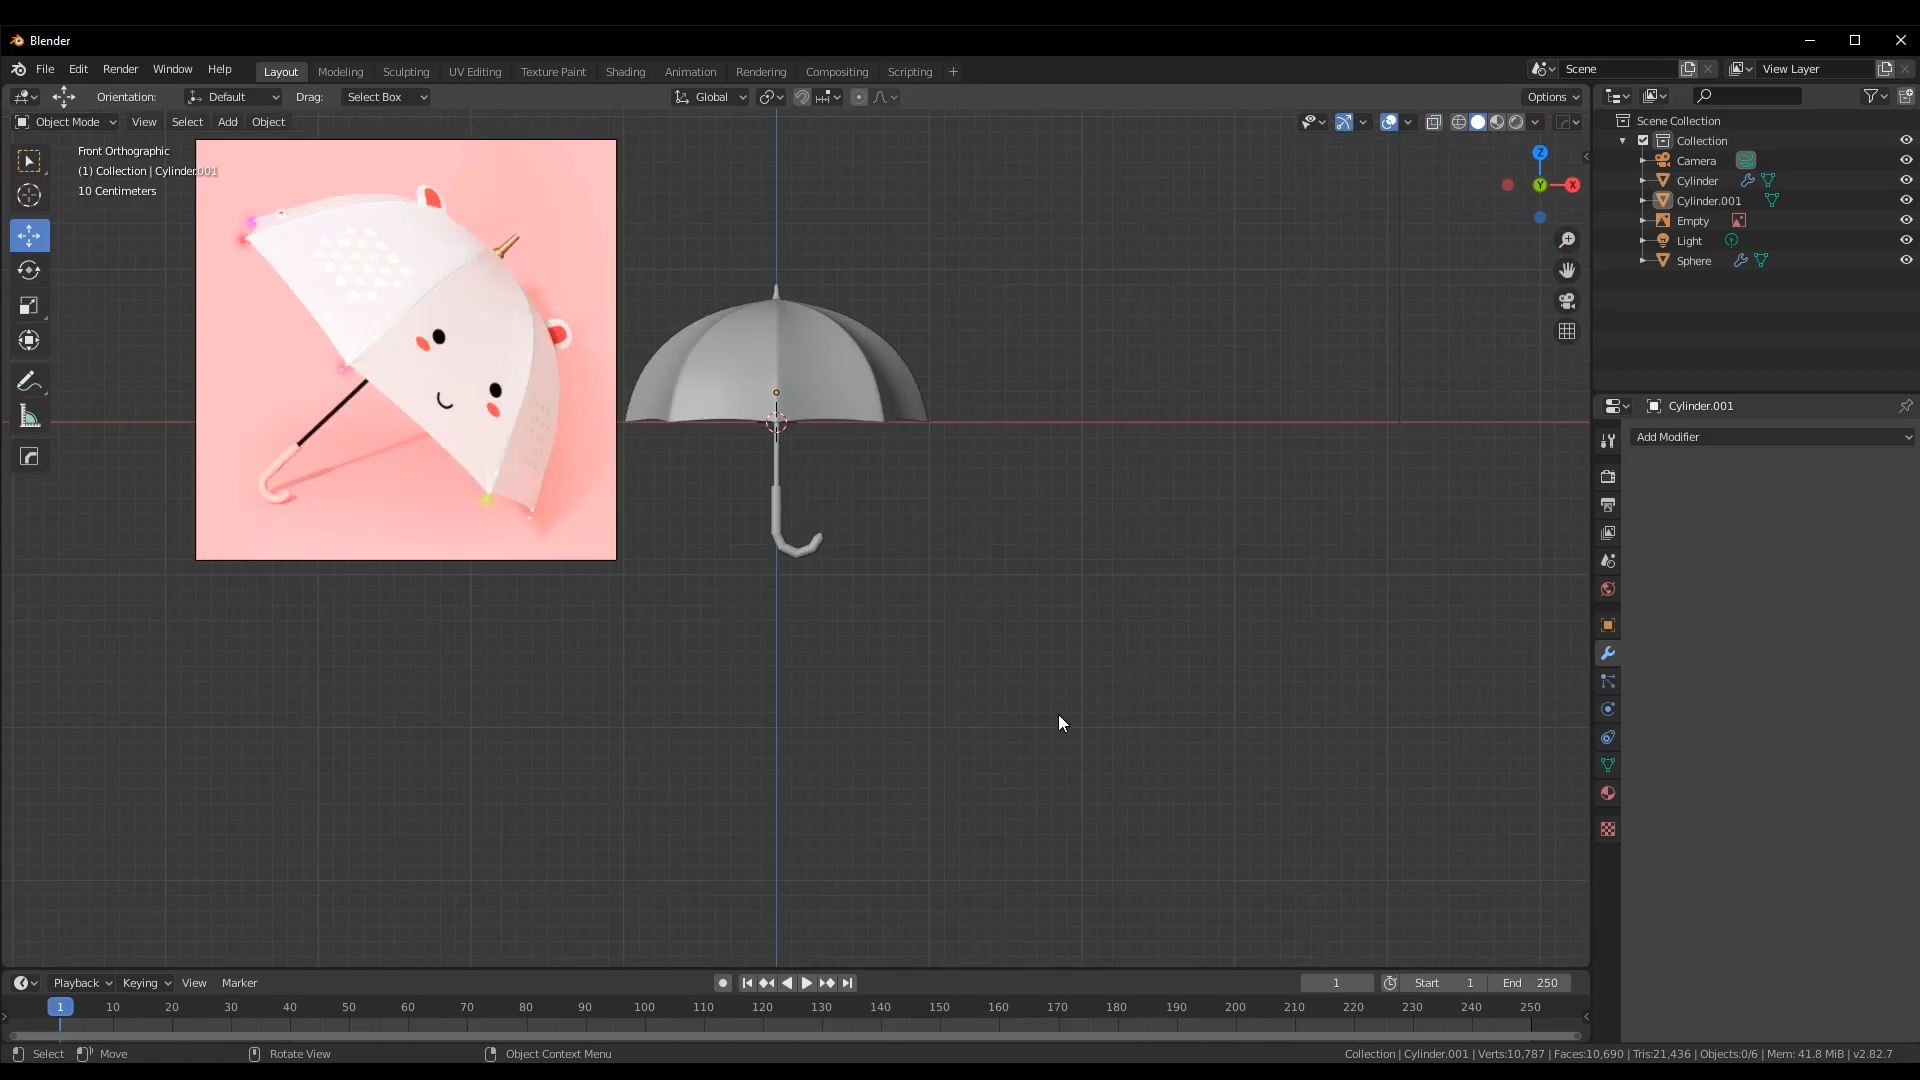 Blender
File Edit Render Window Help Layout Modeling Sculpting UV Editing Texture Paint Shading Animation Rendering Compositing Scripting + Scene View Layer
Orientation: Default Drag: Select Box Global Options
Object Mode View Select Add Object
Front Orthographic
(1) Collection | Cylinder.001
10 Centimeters
Z
Y
X
Scene Collection
Collection
Camera
Cylinder
Cylinder.001
Empty
Light
Sphere
Cylinder.001
Add Modifier
Playback Keying View Marker 1 Start 1 End 250
1 10 20 30 40 50 60 70 80 90 100 110 120 130 140 150 160 170 180 190 200 210 220 230 240 250
Select Move Rotate View Object Context Menu Collection | Cylinder.001 | Verts:10,787 | Faces:10,690 | Tris:21,436 | Objects:0/6 | Mem: 41.8 MiB | v2.82.7